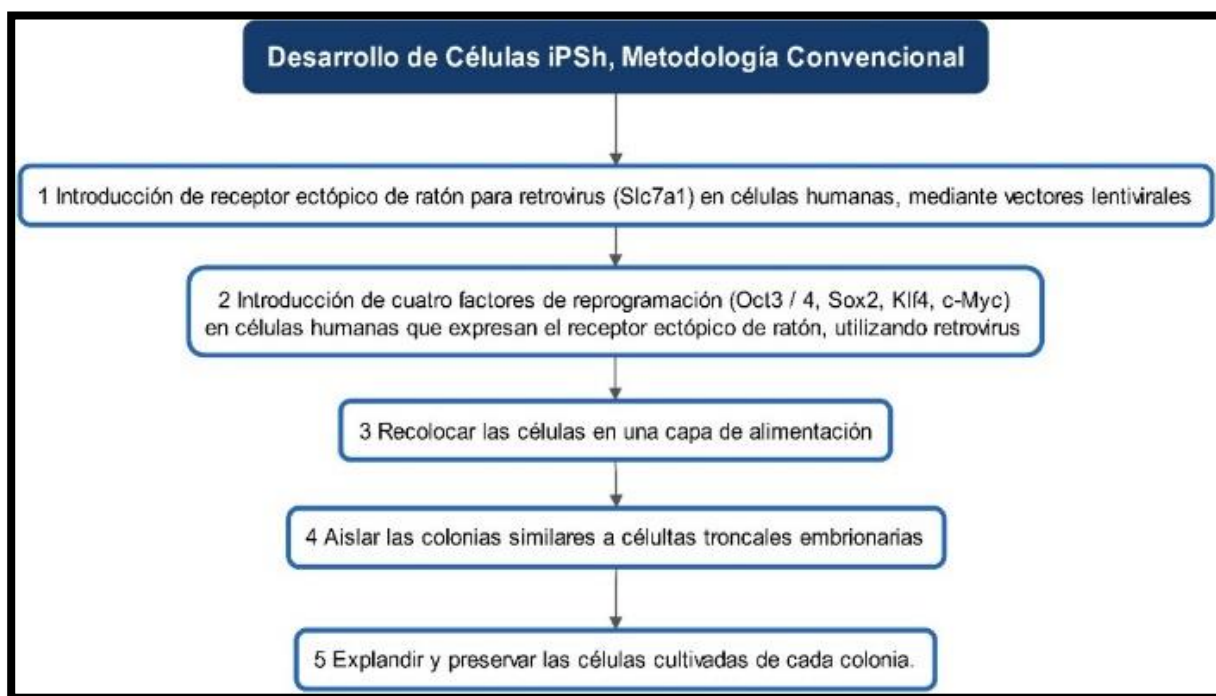 Desarrollo de Células iPSh, Metodología Convencional
1 Introducción de receptor ectópico de ratón para retrovirus (Slc7a1) en células humanas, mediante vectores lentivirales
2 Introducción de cuatro factores de reprogramación (Oct3 / 4, Sox2, Klf4, c-Myc)
en células humanas que expresan el receptor ectópico de ratón, utilizando retrovirus
3 Recolocar las células en una capa de alimentación
4 Aislar las colonias similares a célultas troncales embrionarias
5 Explandir y preservar las células cultivadas de cada colonia.